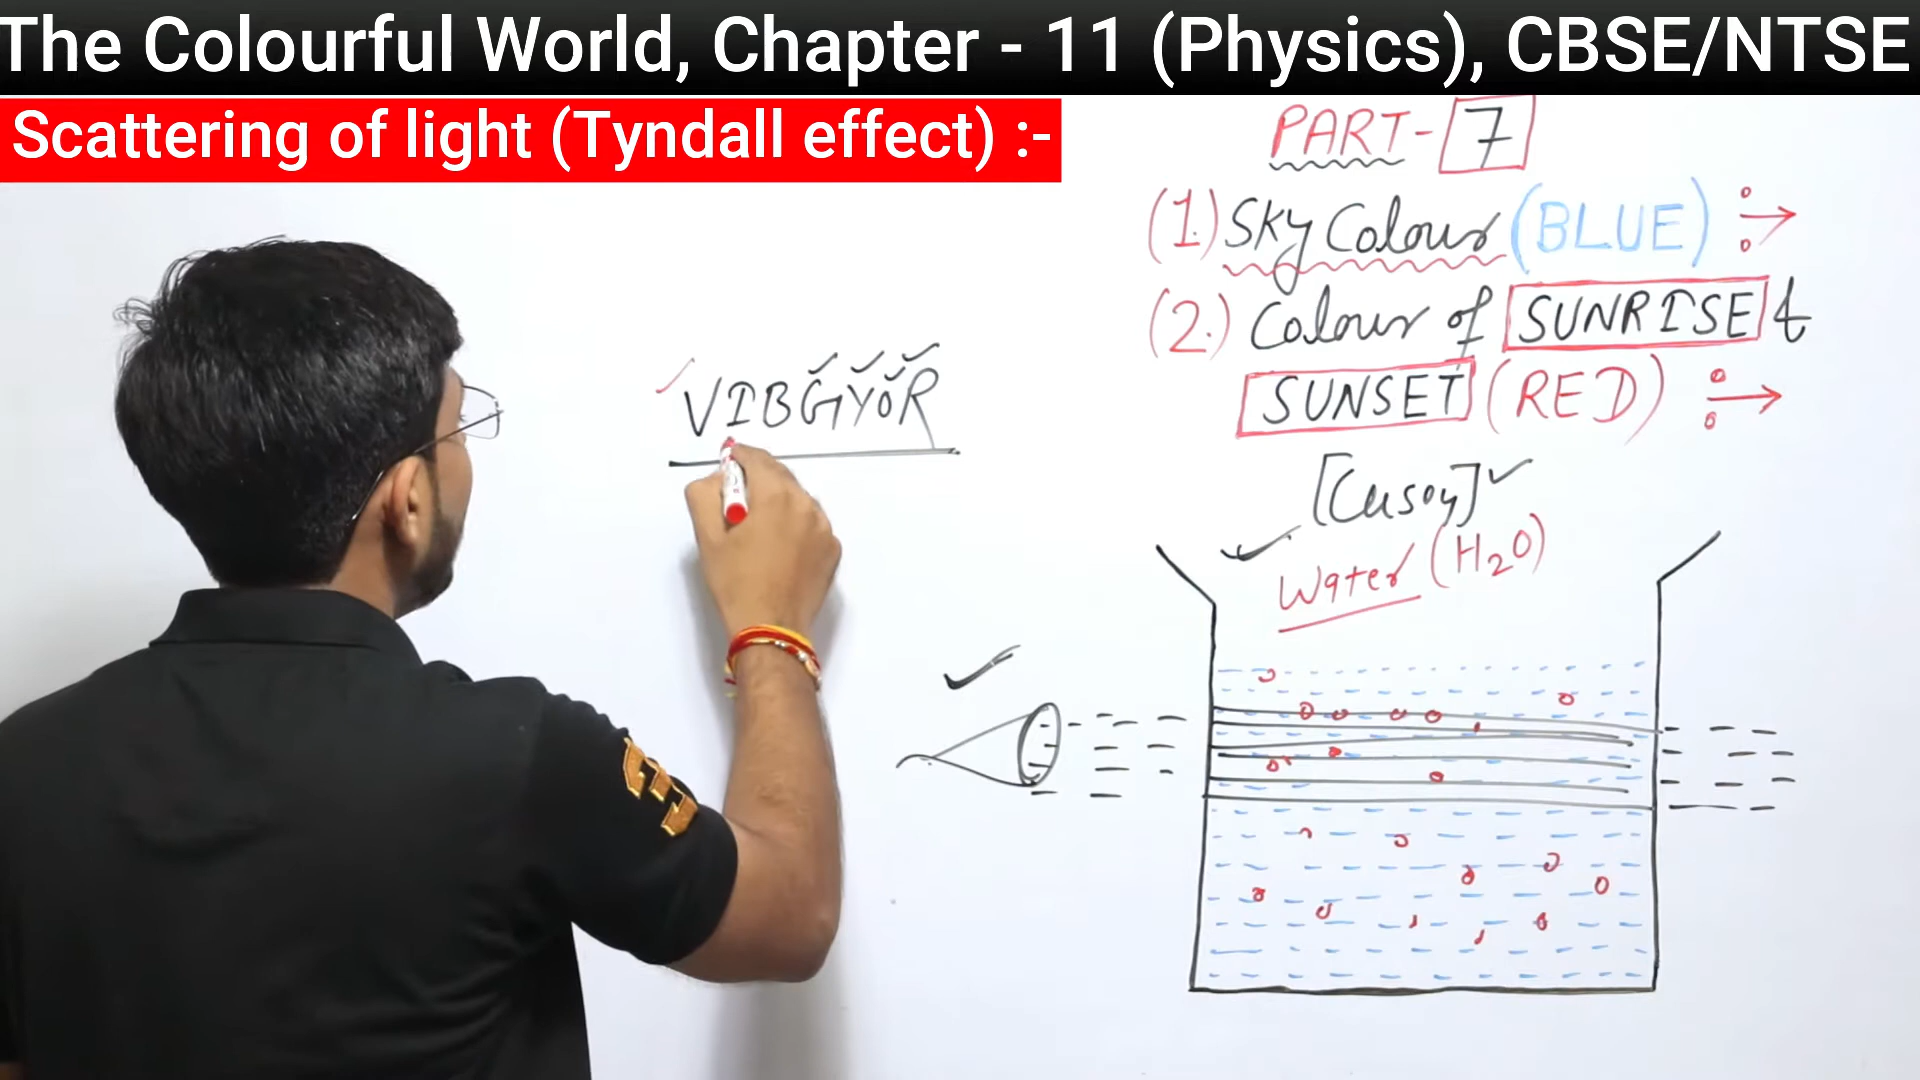 The Colourful World, Chapter - 11 (Physics), CBSE/NTSE
Scattering of light (Tyndall effect) :-
PART-7
(1.) Sky Colour (BLUE) :→
(2.) Colour of SUNRISE &
SUNSET (RED) :→
VIBGYOR
[Cusoy]
Water (H₂O)